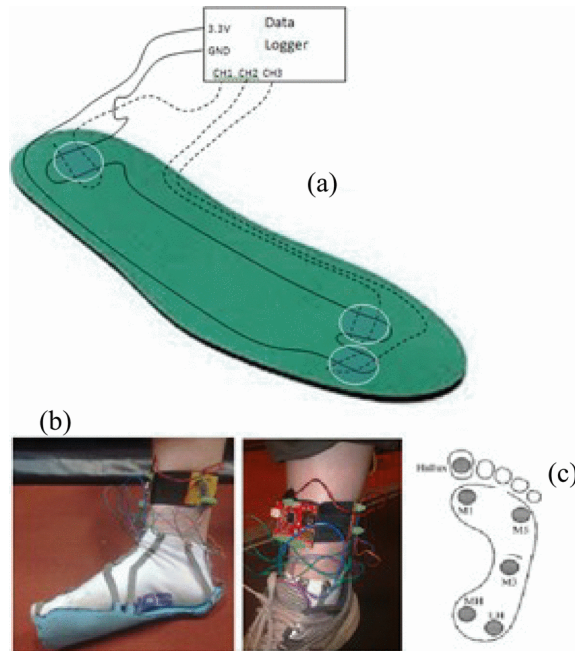 3.3V
Data
GND
Logger
CH1 CH2 CH3
(a)
(b)
(c)
Hallux
M1
M5
M3
MH
LH